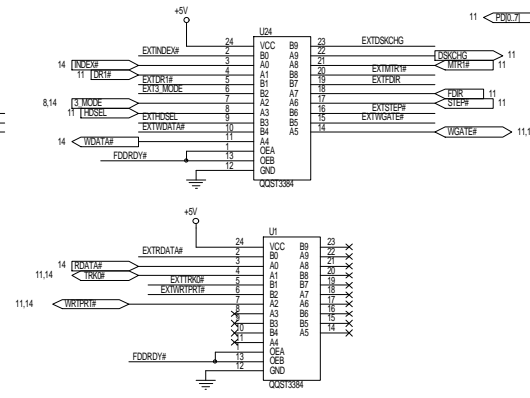 +5V
11 PD[0..7]
U24
24 VCC B9 23 EXTDSKCHG
EXTINDEX# 2 B0 A9 22 DSKCHG 11
14 INDEX# 3 A0 A8 21 MTR1# 11
11 DR1# 4 A1 B8 20 EXTMTR1#
EXTDR1# 5 B1 B7 19 EXTFDIR
EXT3_MODE 6 B2 A7 18 FDIR 11
8,14 3_MODE 7 A2 A6 17 STEP# 11
11 HDSEL 8 A3 B6 16 EXTSTEP#
EXTHDSEL 9 B3 B5 15 EXTWGATE#
EXTWDATA# 10 B4 A5 14 WGATE# 11,1
14 WDATA# 11 A4
1 OEA
FDDRDY# 13 OEB
12 GND
QQST3384
+5V
U1
24 VCC B9 23
EXTRDATA# 2 B0 A9 22
14 RDATA# 3 A0 A8 21
11,14 TRK0# 4 A1 B8 20
EXTTRK0# 5 B1 B7 19
EXTWRTPRT# 6 B2 A7 18
11,14 WRTPRT# 7 A2 A6 17
8 A3 B6 16
9 B3 B5 15
10 B4 A5 14
11 A4
1 OEA
FDDRDY# 13 OEB
12 GND
QQST3384